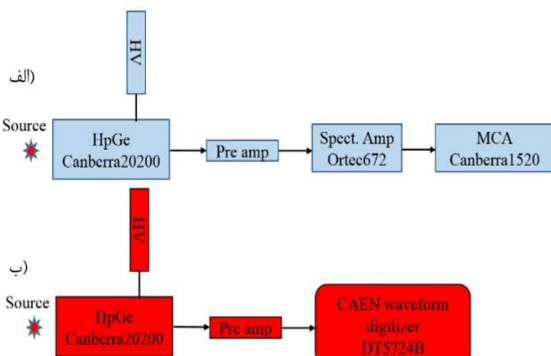 HV
الف)
Source
HpGe
Canberra20200
Pre amp
Spect. Amp
Ortec672
MCA
Canberra1520
HV
ب)
Source
HpGe
Canberra20200
Pre amp
CAEN waveform
digitizer
DT5724B